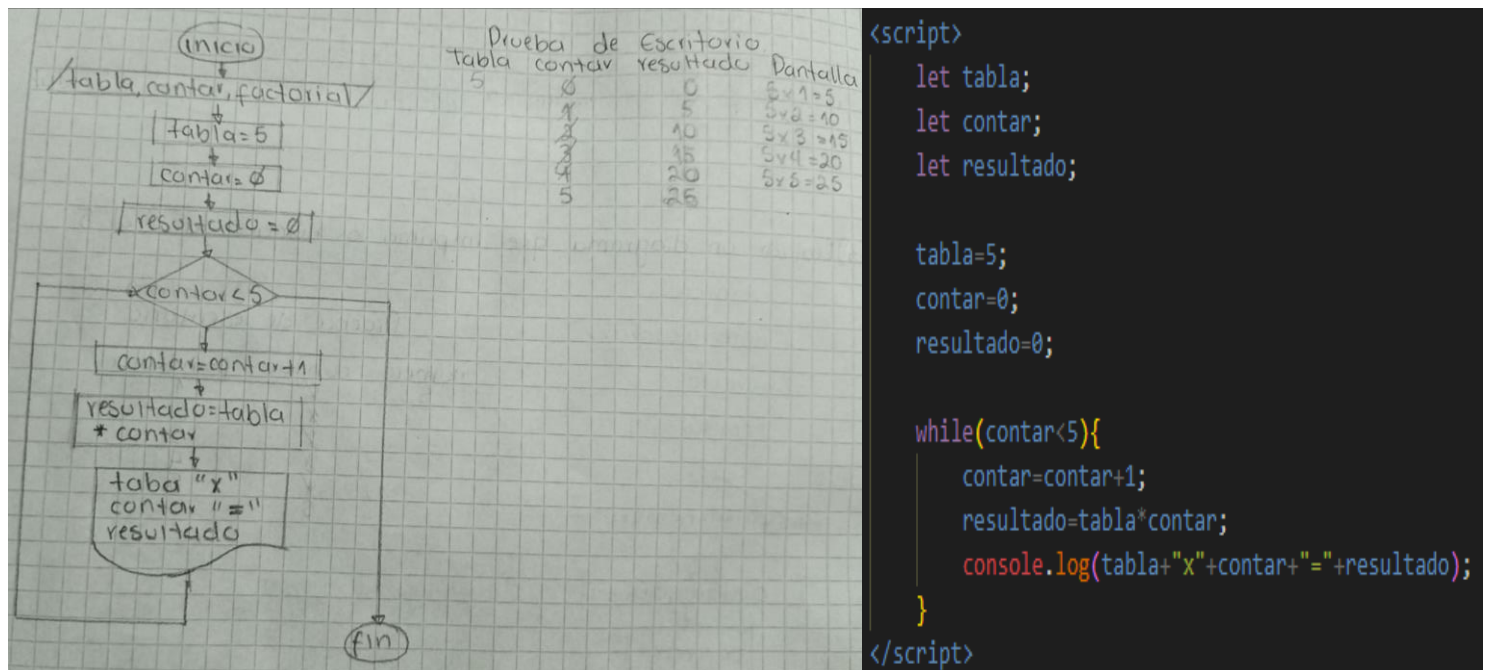 inicio
tabla, contar, factorial
tabla=5
contar=0
resultado=0
contar<5
contar=contar+1
resultado=tabla
* contar
taba "x"
contar "="
resultado
fin
Prueba de Escritorio
tabla contar resultado Pantalla
5 0 0 5x1=5
1 5 5x2=10
2 10 5x3=15
3 15 5x4=20
4 20 5x5=25
5 25
<script>
let tabla;
let contar;
let resultado;
tabla=5;
contar=0;
resultado=0;
while(contar<5){
contar=contar+1;
resultado=tabla*contar;
console.log(tabla+"x"+contar+"="+resultado);
}
</script>